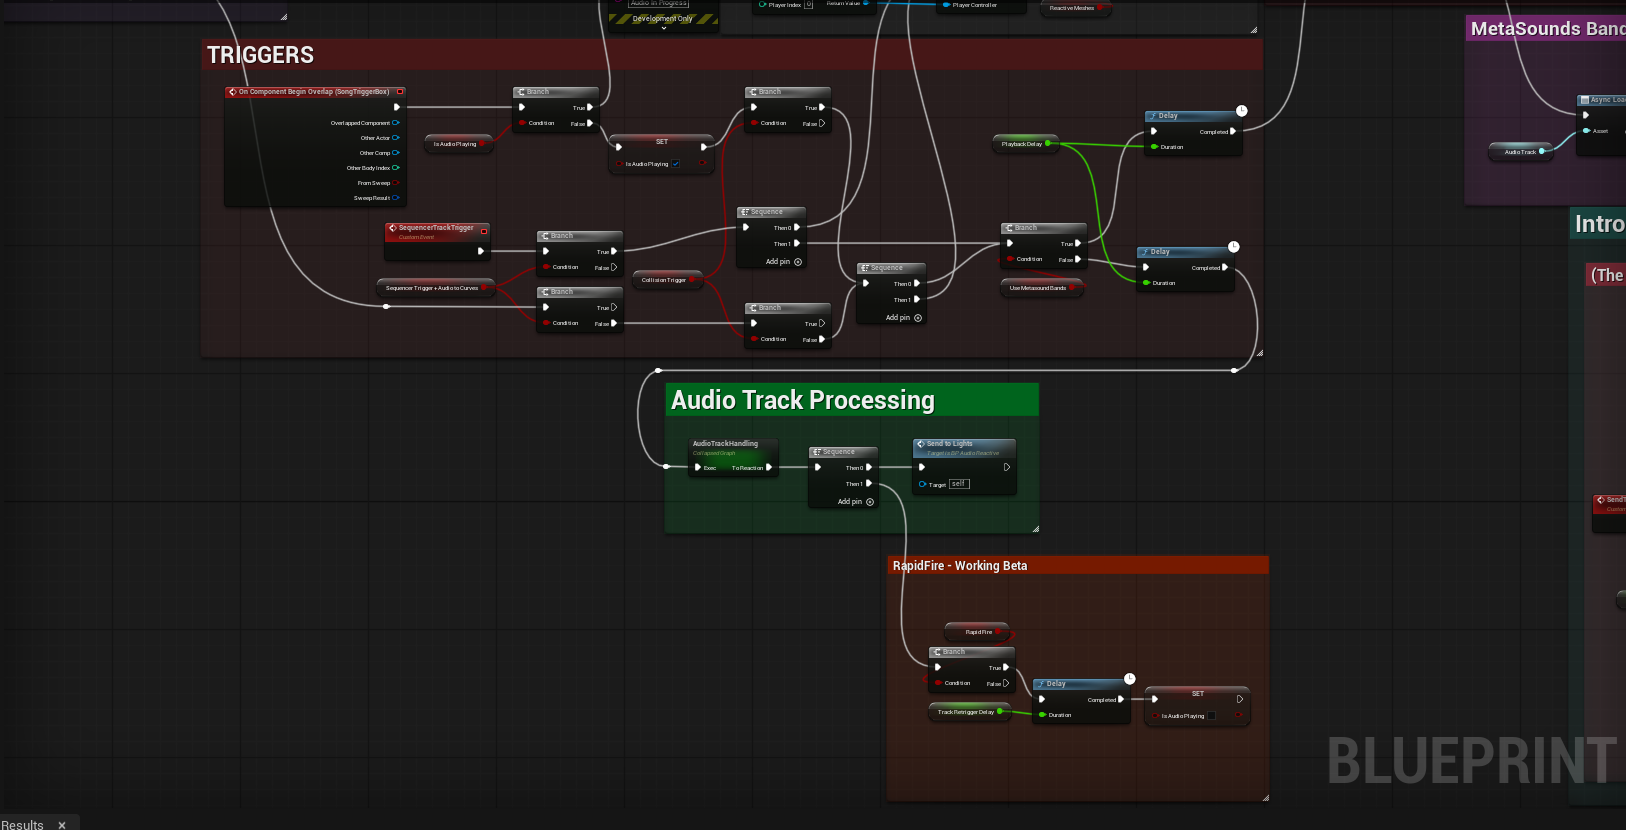 Audio In Progress
Development Only
Player Index 0
Return Value
Player Controller
Reactive Meshes
TRIGGERS
MetaSounds Band
On Component Begin Overlap (SongTriggerBox)
Overlapped Component
Other Actor
Other Comp
Other Body Index
From Sweep
Sweep Result
Is Audio Playing
Branch
True
Condition
False
SET
Is Audio Playing
Branch
True
Condition
False
Playback Delay
Delay
Completed
Duration
Async Loa
Asset
Audio Track
SequencerTrackTrigger
Custom Event
Branch
True
Condition
False
Sequence
Then 0
Then 1
Add pin
Branch
True
Condition
False
Delay
Completed
Duration
Intro
(The
Sequencer Trigger + Audio to Curves
Collision Trigger
Sequence
Then 0
Then 1
Add pin
Use Metasound Bands
Branch
True
Condition
False
Branch
True
Condition
False
Audio Track Processing
AudioTrackHandling
Collapsed Graph
Exec
To Reaction
Sequence
Then 0
Then 1
Add pin
Send to Lights
Target is BP Audio Reactive
Target self
SendT
Custom
RapidFire - Working Beta
Rapid Fire
Branch
True
Condition
False
Track Retrigger Delay
Delay
Completed
Duration
SET
Is Audio Playing
BLUEPRINT
Results